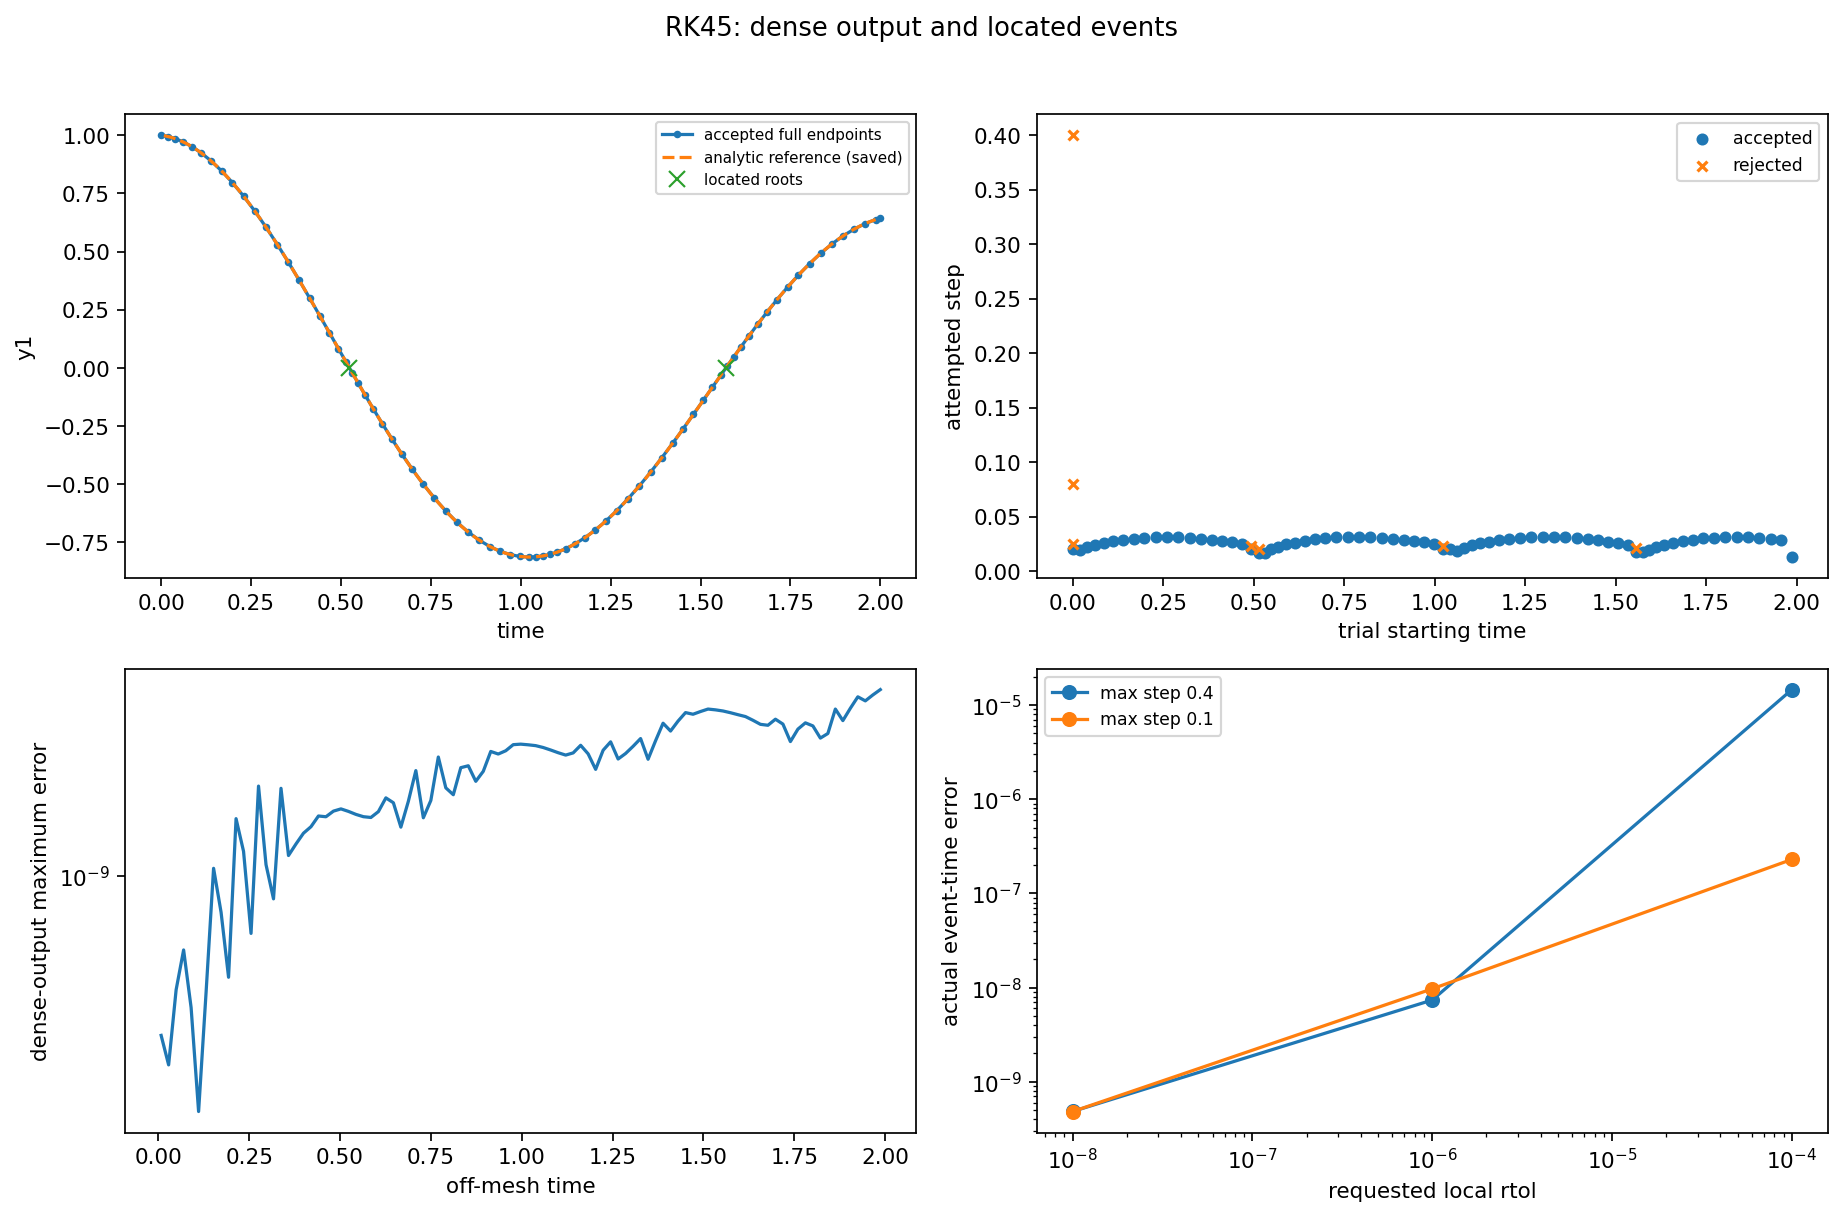 RK45: dense output and located events
1.00
0.75
0.50
0.25
0.00
−0.25
−0.50
−0.75
y1
accepted full endpoints
analytic reference (saved)
located roots
0.00 0.25 0.50 0.75 1.00 1.25 1.50 1.75 2.00
time
0.40
0.35
0.30
0.25
0.20
0.15
0.10
0.05
0.00
attempted step
accepted
rejected
0.00 0.25 0.50 0.75 1.00 1.25 1.50 1.75 2.00
trial starting time
10⁻⁹
dense-output maximum error
0.00 0.25 0.50 0.75 1.00 1.25 1.50 1.75 2.00
off-mesh time
10⁻⁵
10⁻⁶
10⁻⁷
10⁻⁸
10⁻⁹
actual event-time error
max step 0.4
max step 0.1
10⁻⁸ 10⁻⁷ 10⁻⁶ 10⁻⁵ 10⁻⁴
requested local rtol